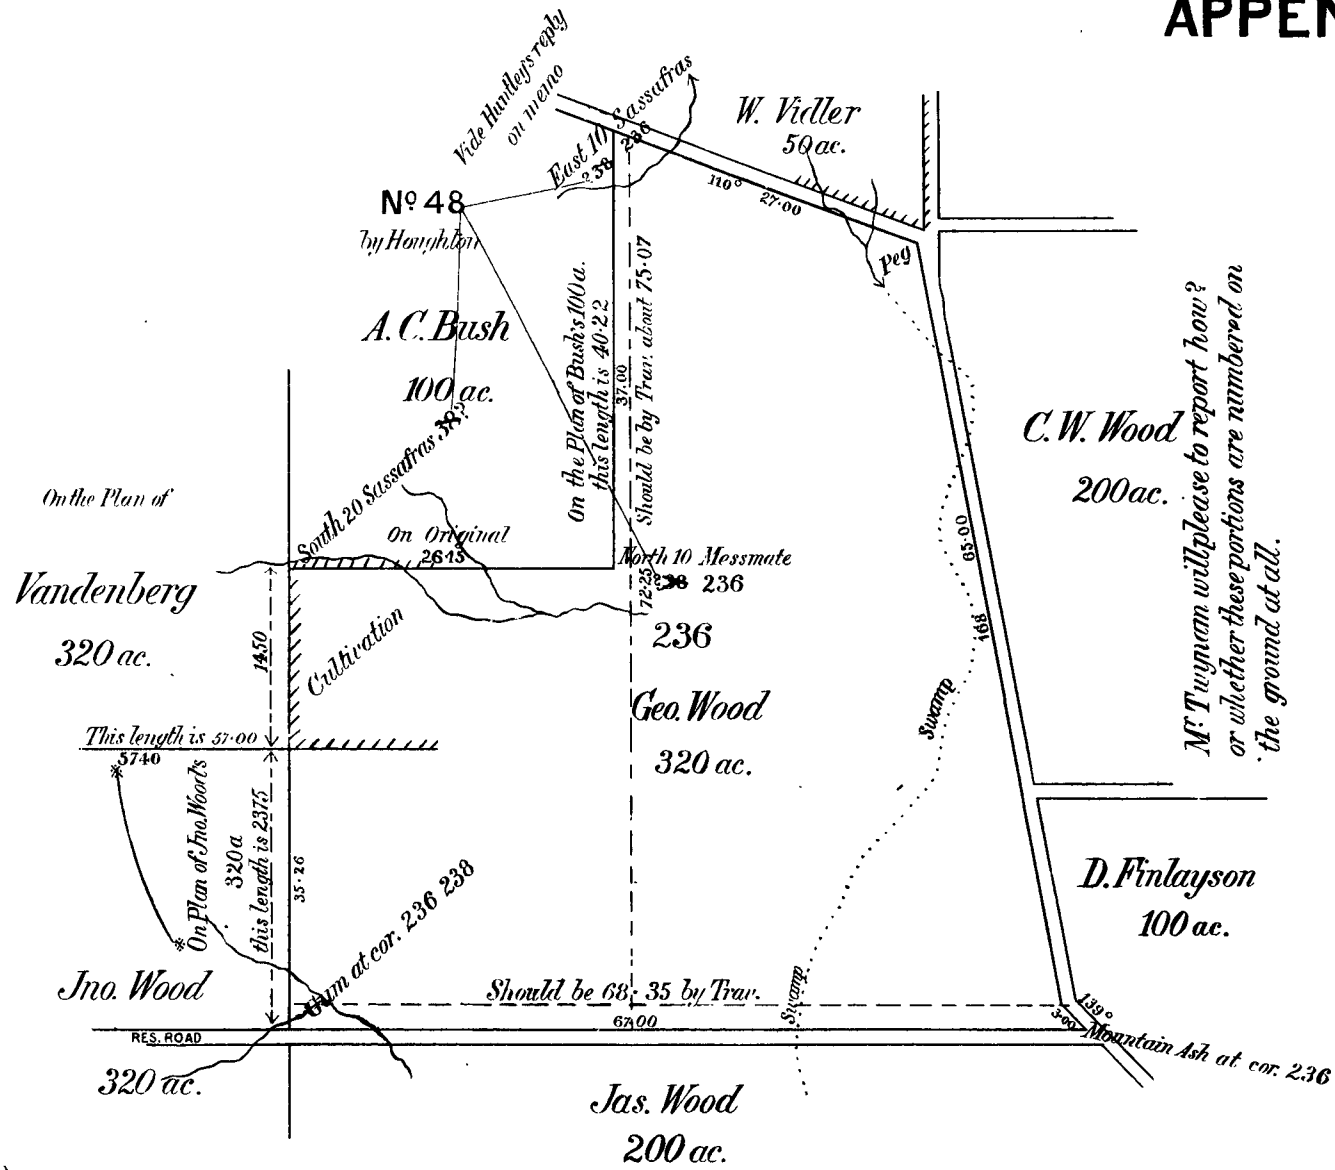 APPEN
Vide Huntley's reply
on memo
East 10 Sassafras
238 236
W. Vidler
50 ac.
110°
27.00
Peg
No 48
by Houghton
A.C. Bush
100 ac.
On the Plan of Bush's 100 a.
this length is 40.22
37.00
Should be by Trav. about 75.07
C. W. Wood
200 ac.
Mr. Twynam will please to report how?
or whether these portions are numbered on
the ground at all.
On the Plan of
Vandenberg
320 ac.
South 20 Sassafras 38?
On Original
26.15
North 10 Messmate
238 236
72.25
236
Geo. Wood
320 ac.
65.00
168
Swamp
14.50
Cultivation
This length is 57.00
5740
On Plan of Jno. Wood's
320 a
this length is 2375
35.26
Gum at cor. 236 238
Jno. Wood
RES. ROAD
320 ac.
Should be 68.35 by Trav.
67.00
Swamp
D. Finlayson
100 ac.
139°
3.00
Mountain Ash at cor. 236
Jas. Wood
200 ac.